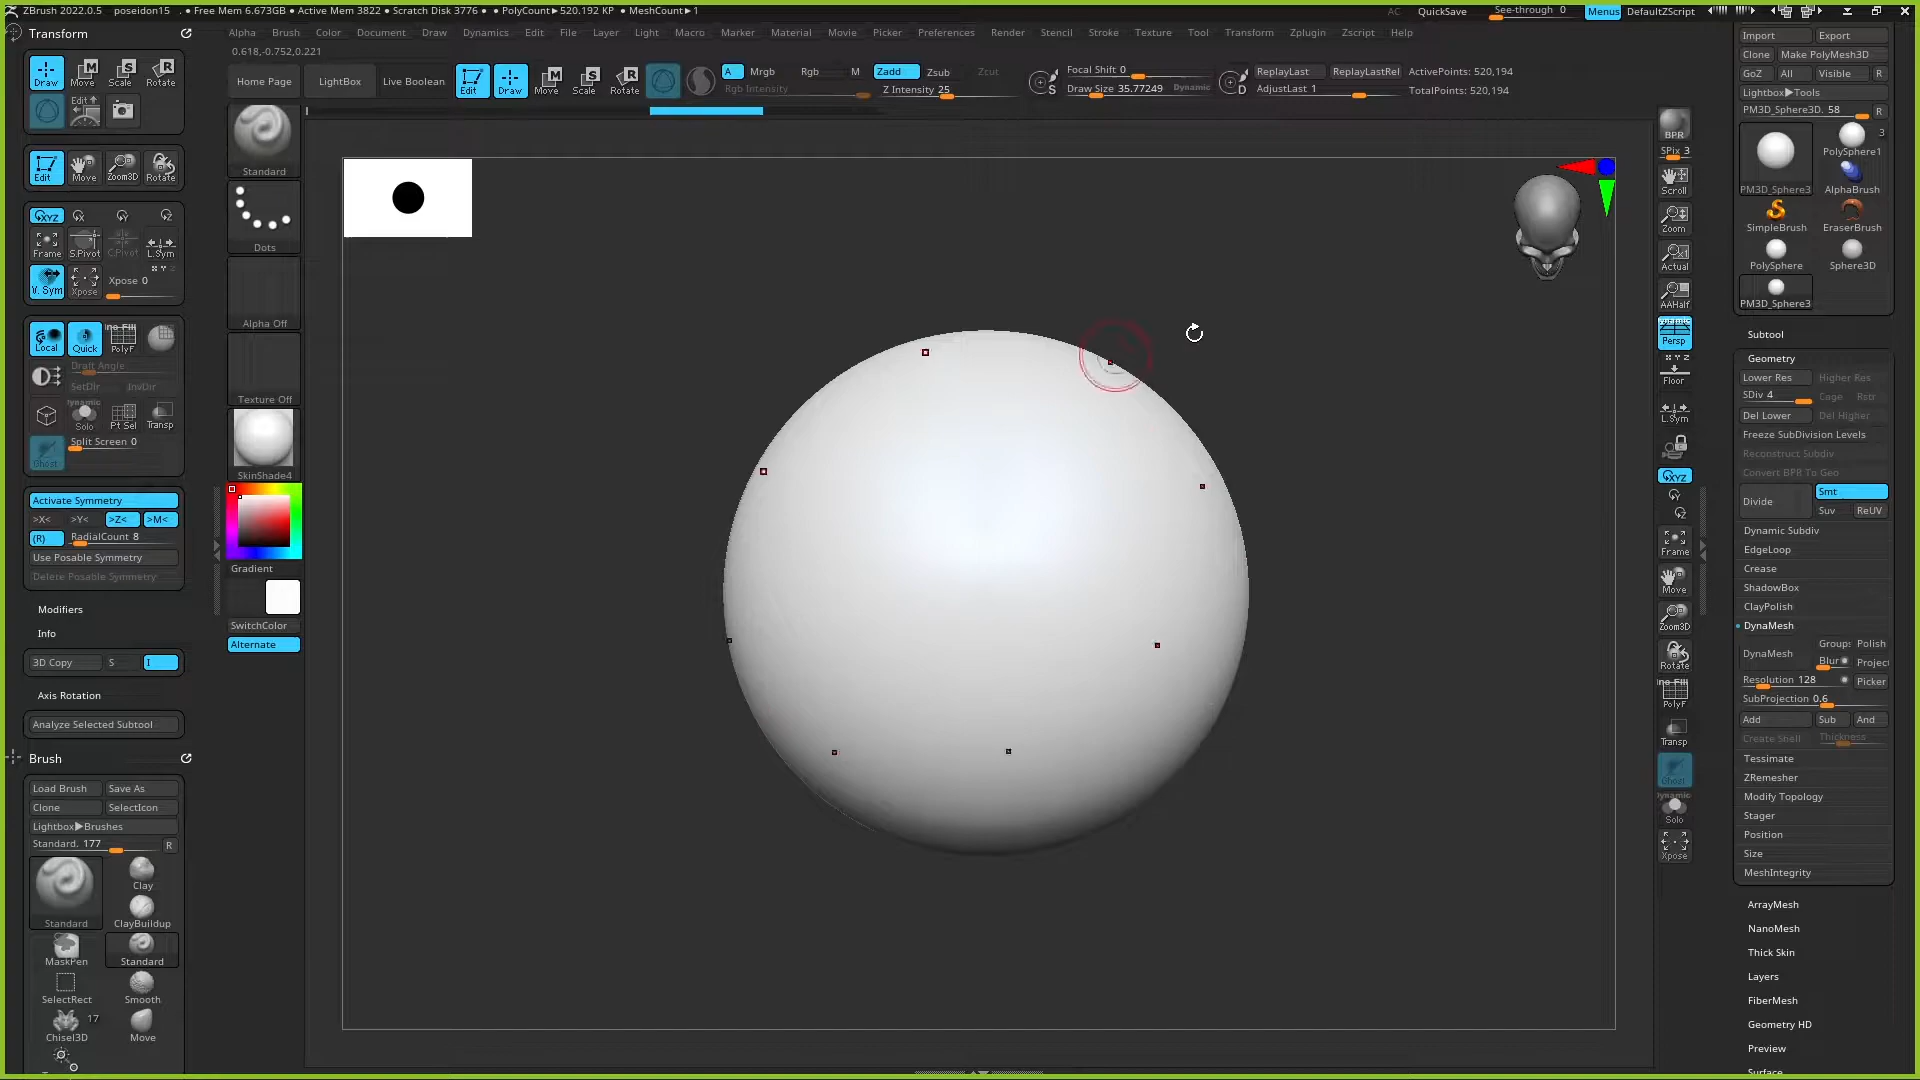 ZBrush 2022.0.5 poseidon15 . • Free Mem 6.673GB • Active Mem 3822 • Scratch Disk 3776 • • PolyCount▶520.192 KP • MeshCount▶1
AC QuickSave See-through 0 Menus DefaultZScript
Transform
Alpha Brush Color Document Draw Dynamics Edit File Layer Light Macro Marker Material Movie Picker Preferences Render Stencil Stroke Texture Tool Transform Zplugin Zscript Help
0.618,-0.752,0.221
Home Page LightBox Live Boolean Edit Draw Move Scale Rotate
A Mrgb Rgb M Zadd Zsub Zcut
Rgb Intensity Z Intensity 25
Focal Shift 0
Draw Size 35.77249 Dynamic
ReplayLast ReplayLastRel
AdjustLast 1
ActivePoints: 520,194
TotalPoints: 520,194
Draw Move Scale Rotate
Edit
Edit Move Zoom3D Rotate
XYZ
Frame S.Pivot C.Pivot L.Sym
V. Sym Xpose Xpose 0
Local Quick PolyF
Draft Angle
SetDir InvDir
Dynamic
Solo Pt Sel Transp
Ghost Split Screen 0
Activate Symmetry
>X< >Y< >Z< >M<
(R) RadialCount 8
Use Posable Symmetry
Delete Posable Symmetry
Modifiers
Info
3D Copy S I
Axis Rotation
Analyze Selected Subtool
Brush
Load Brush Save As
Clone SelectIcon
Lightbox▶Brushes
Standard. 177 R
Standard Clay
ClayBuildup
MaskPen Standard
SelectRect Smooth
17
Chisel3D Move
Standard
Dots
Alpha Off
Texture Off
SkinShade4
Gradient
SwitchColor
Alternate
BPR
SPix 3
Scroll
Zoom
Actual
AAHalf
Dynamic
Persp
X Y Z
Floor
L.Sym
XYZ
Frame
Move
Zoom3D
Rotate
PolyF
Transp
Ghost
Dynamic
Solo
Xpose
Import Export
Clone Make PolyMesh3D
GoZ All Visible R
Lightbox▶Tools
PM3D_Sphere3D. 58 R
3
PM3D_Sphere3 PolySphere1
AlphaBrush
SimpleBrush EraserBrush
PolySphere Sphere3D
PM3D_Sphere3
Subtool
Geometry
Lower Res Higher Res
SDiv 4 Cage Rstr
Del Lower Del Higher
Freeze SubDivision Levels
Reconstruct Subdiv
Convert BPR To Geo
Divide Smt
Suv ReUV
Dynamic Subdiv
EdgeLoop
Crease
ShadowBox
ClayPolish
DynaMesh
DynaMesh Group: Polish
Blur Projec
Resolution 128 Picker
SubProjection 0.6
Add Sub And
Create Shell Thickness
Tessimate
ZRemesher
Modify Topology
Stager
Position
Size
MeshIntegrity
ArrayMesh
NanoMesh
Thick Skin
Layers
FiberMesh
Geometry HD
Preview
Surface